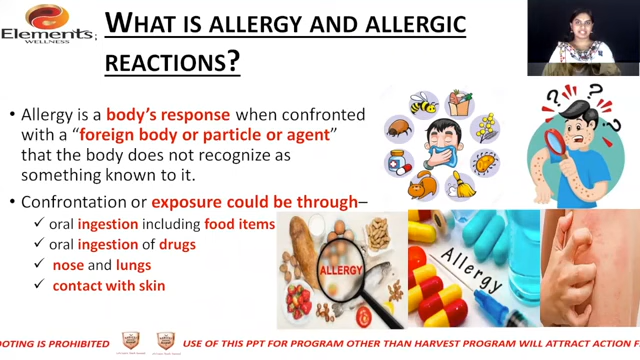 Elements
WELLNESS
;
WHAT IS ALLERGY AND ALLERGIC
REACTIONS?
• Allergy is a body's response when confronted
with a "foreign body or particle or agent"
that the body does not recognize as
something known to it.
• Confrontation or exposure could be through–
✓ oral ingestion including food items
✓ oral ingestion of drugs
✓ nose and lungs
✓ contact with skin
? ? ?
ALLERGY
Allergy
OOTING IS PROHIBITED
USE OF THIS PPT FOR PROGRAM OTHER THAN HARVEST PROGRAM WILL ATTRACT ACTION F